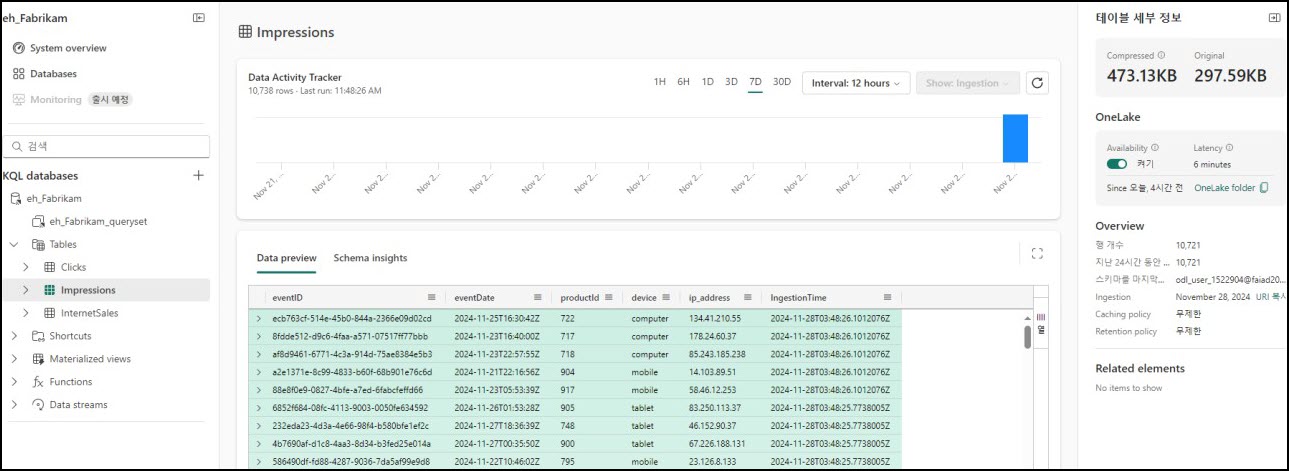 eh_Fabrikam
System overview
Databases
Monitoring 출시 예정
검색
KQL databases
eh_Fabrikam
eh_Fabrikam_queryset
Tables
Clicks
Impressions
InternetSales
Shortcuts
Materialized views
Functions
Data streams
Impressions
Data Activity Tracker
10,738 rows · Last run: 11:48:26 AM
1H 6H 1D 3D 7D 30D Interval: 12 hours Show: Ingestion
Nov 21, ... Nov 2... Nov 2... Nov 2... Nov 2... Nov 2... Nov 2... Nov 2... Nov 2... Nov 2... Nov 2... Nov 2... Nov 2... Nov 2... Nov 2...
Data preview Schema insights
eventID eventDate productId device ip_address IngestionTime
ecb763cf-514e-45b0-844a-2366e09d02cd 2024-11-25T16:30:42Z 722 computer 134.41.210.55 2024-11-28T03:48:26.1012076Z
8fdde512-d9c6-4faa-a571-07517ff77bbb 2024-11-23T16:40:00Z 717 computer 178.24.60.37 2024-11-28T03:48:26.1012076Z
af8d9461-6771-4c3a-914d-75ae8384e5b3 2024-11-23T22:57:55Z 718 computer 85.243.185.238 2024-11-28T03:48:26.1012076Z
a2e1371e-8c99-4833-b60f-68b901e76c6d 2024-11-21T22:16:56Z 904 mobile 14.103.89.51 2024-11-28T03:48:26.1012076Z
88e8f0e9-0827-4bfe-a7ed-6fabcfeffd66 2024-11-23T05:53:39Z 917 mobile 58.46.12.253 2024-11-28T03:48:26.1012076Z
6852f684-08fc-4113-9003-0050fe634592 2024-11-26T01:53:28Z 905 tablet 83.250.113.37 2024-11-28T03:48:25.7738005Z
232eda23-4d3a-4e66-98f4-b580bfe1ef2c 2024-11-27T18:36:39Z 748 tablet 46.152.90.37 2024-11-28T03:48:25.7738005Z
4b7690af-d1c8-4aa3-8d34-b3fed25e014a 2024-11-27T00:35:50Z 900 tablet 67.226.188.131 2024-11-28T03:48:25.7738005Z
586490df-fd88-4287-9036-7da5af99e9d8 2024-11-22T10:46:02Z 795 mobile 23.126.8.133 2024-11-28T03:48:25.7738005Z
열
테이블 세부 정보
Compressed Original
473.13KB 297.59KB
OneLake
Availability Latency
켜기 6 minutes
Since 오늘, 4시간 전 OneLake folder
Overview
행 개수 10,721
지난 24시간 동안 ... 10,721
스키마를 마지막... odl_user_1522904@faiad20...
Ingestion November 28, 2024 URI 복사
Caching policy 무제한
Retention policy 무제한
Related elements
No items to show